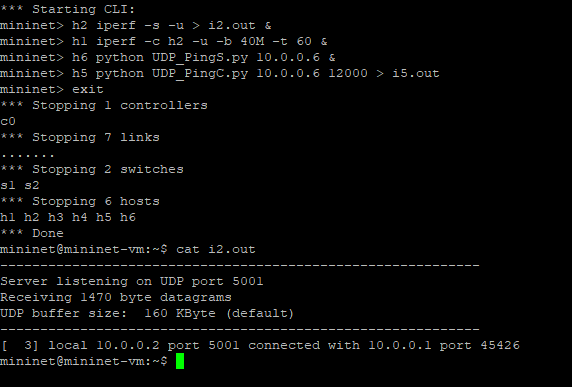 *** Starting CLI:
mininet> h2 iperf -s -u > i2.out &
mininet> h1 iperf -c h2 -u -b 40M -t 60 &
mininet> h6 python UDP_PingS.py 10.0.0.6 &
mininet> h5 python UDP_PingC.py 10.0.0.6 12000 > i5.out
mininet> exit
*** Stopping 1 controllers
c0
*** Stopping 7 links
.......
*** Stopping 2 switches
s1 s2
*** Stopping 6 hosts
h1 h2 h3 h4 h5 h6
*** Done
mininet@mininet-vm:~$ cat i2.out
------------------------------------------------------------
Server listening on UDP port 5001
Receiving 1470 byte datagrams
UDP buffer size:  160 KByte (default)
------------------------------------------------------------
[  3] local 10.0.0.2 port 5001 connected with 10.0.0.1 port 45426
mininet@mininet-vm:~$